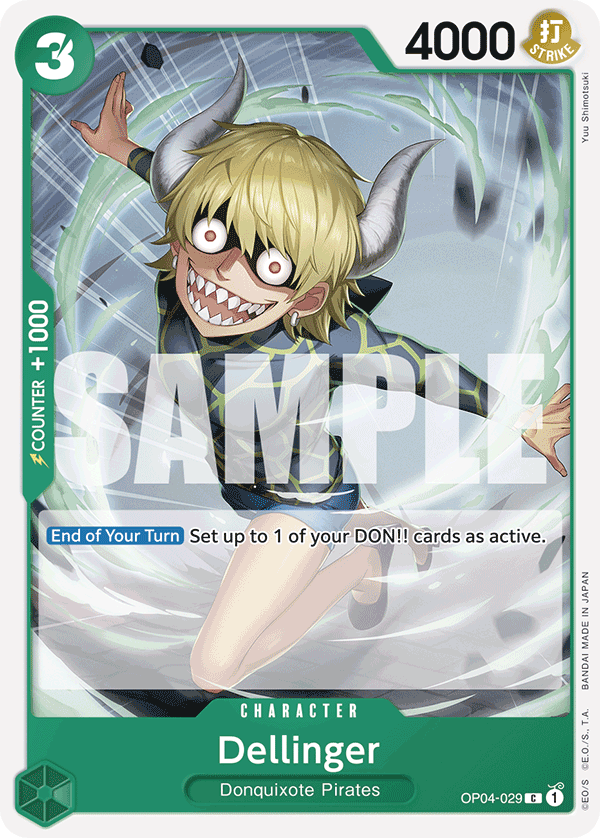 3
4000
打
STRIKE
Yuu Shimotsuki
COUNTER +1000
SAMPLE
End of Your Turn Set up to 1 of your DON!! cards as active.
CHARACTER
Dellinger
Donquixote Pirates
OP04-029 C 1
©EO/S ©E.O./S., T.A. BANDAI MADE IN JAPAN